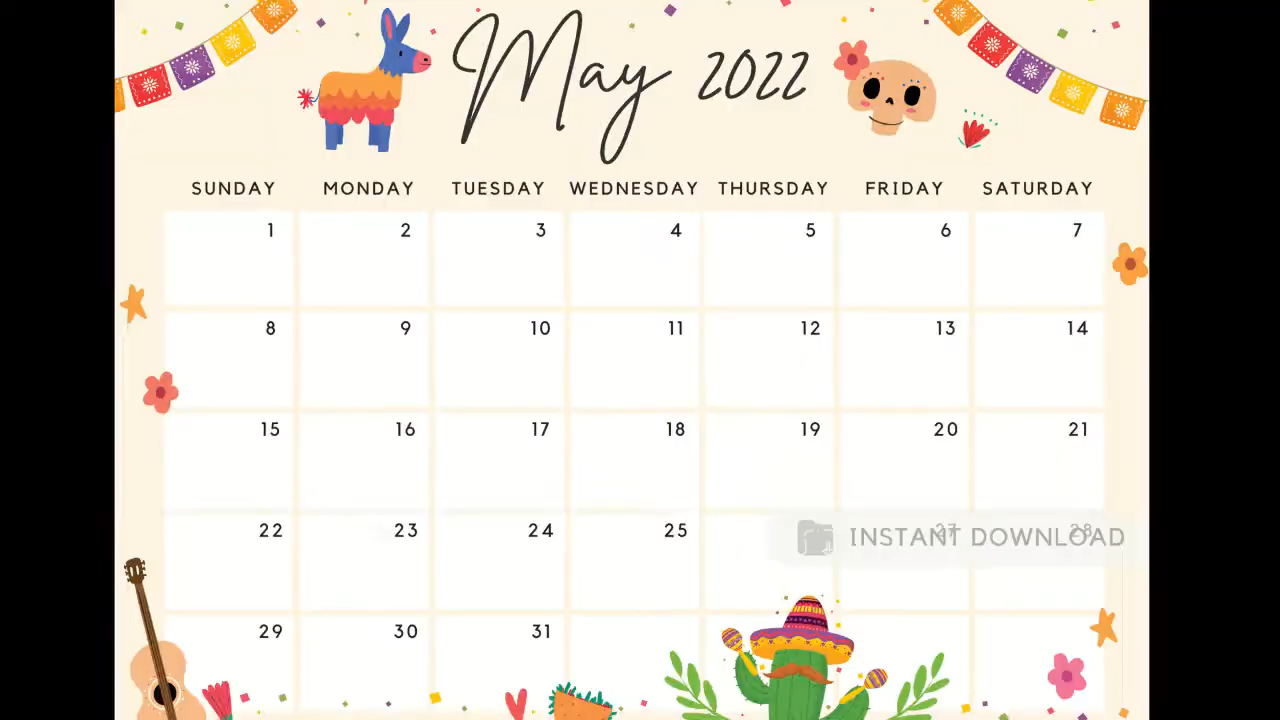 May 2022
SUNDAY MONDAY TUESDAY WEDNESDAY THURSDAY FRIDAY SATURDAY
1 2 3 4 5 6 7
8 9 10 11 12 13 14
15 16 17 18 19 20 21
22 23 24 25 27 28
INSTANT DOWNLOAD
29 30 31